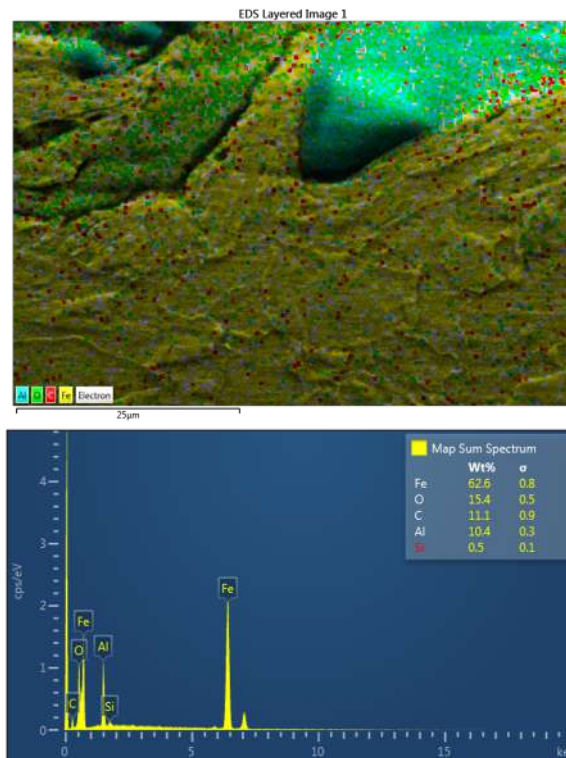 EDS Layered Image 1
Al O C Fe Electron
25µm
Map Sum Spectrum
Wt% σ
Fe 62.6 0.8
O 15.4 0.5
C 11.1 0.9
Al 10.4 0.3
Si 0.5 0.1
cps/eV
4
3
2
1
0
Fe
Fe
O
Al
C
Si
0 5 10 15 ke